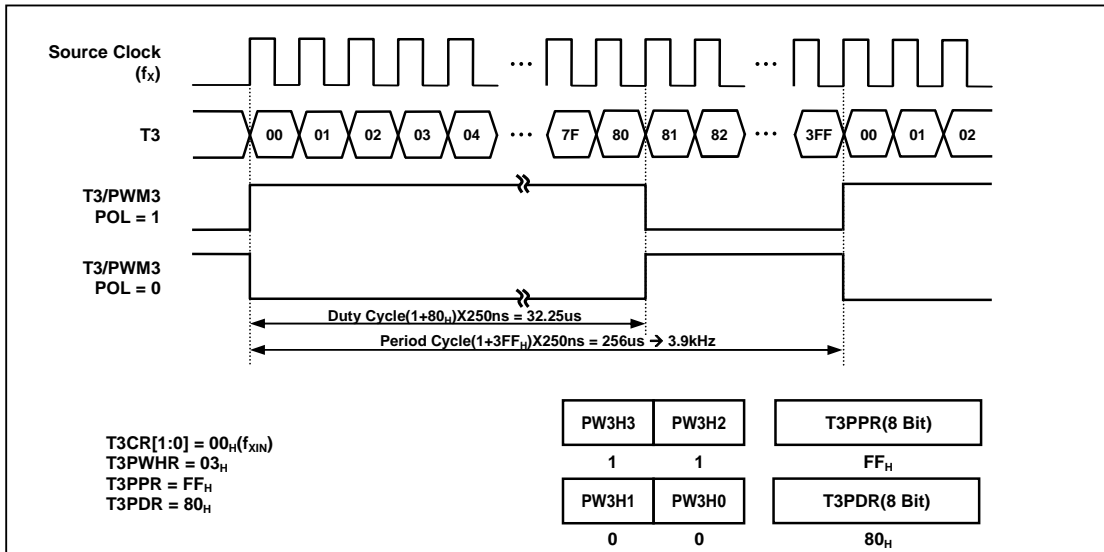 Source Clock
(fX)
T3
00 01 02 03 04 ··· 7F 80 81 82 ··· 3FF 00 01 02
T3/PWM3
POL = 1
T3/PWM3
POL = 0
Duty Cycle(1+80H)X250ns = 32.25us
Period Cycle(1+3FFH)X250ns = 256us → 3.9kHz
T3CR[1:0] = 00H(fXIN)
T3PWHR = 03H
T3PPR = FFH
T3PDR = 80H
PW3H3 PW3H2 T3PPR(8 Bit)
1 1 FFH
PW3H1 PW3H0 T3PDR(8 Bit)
0 0 80H